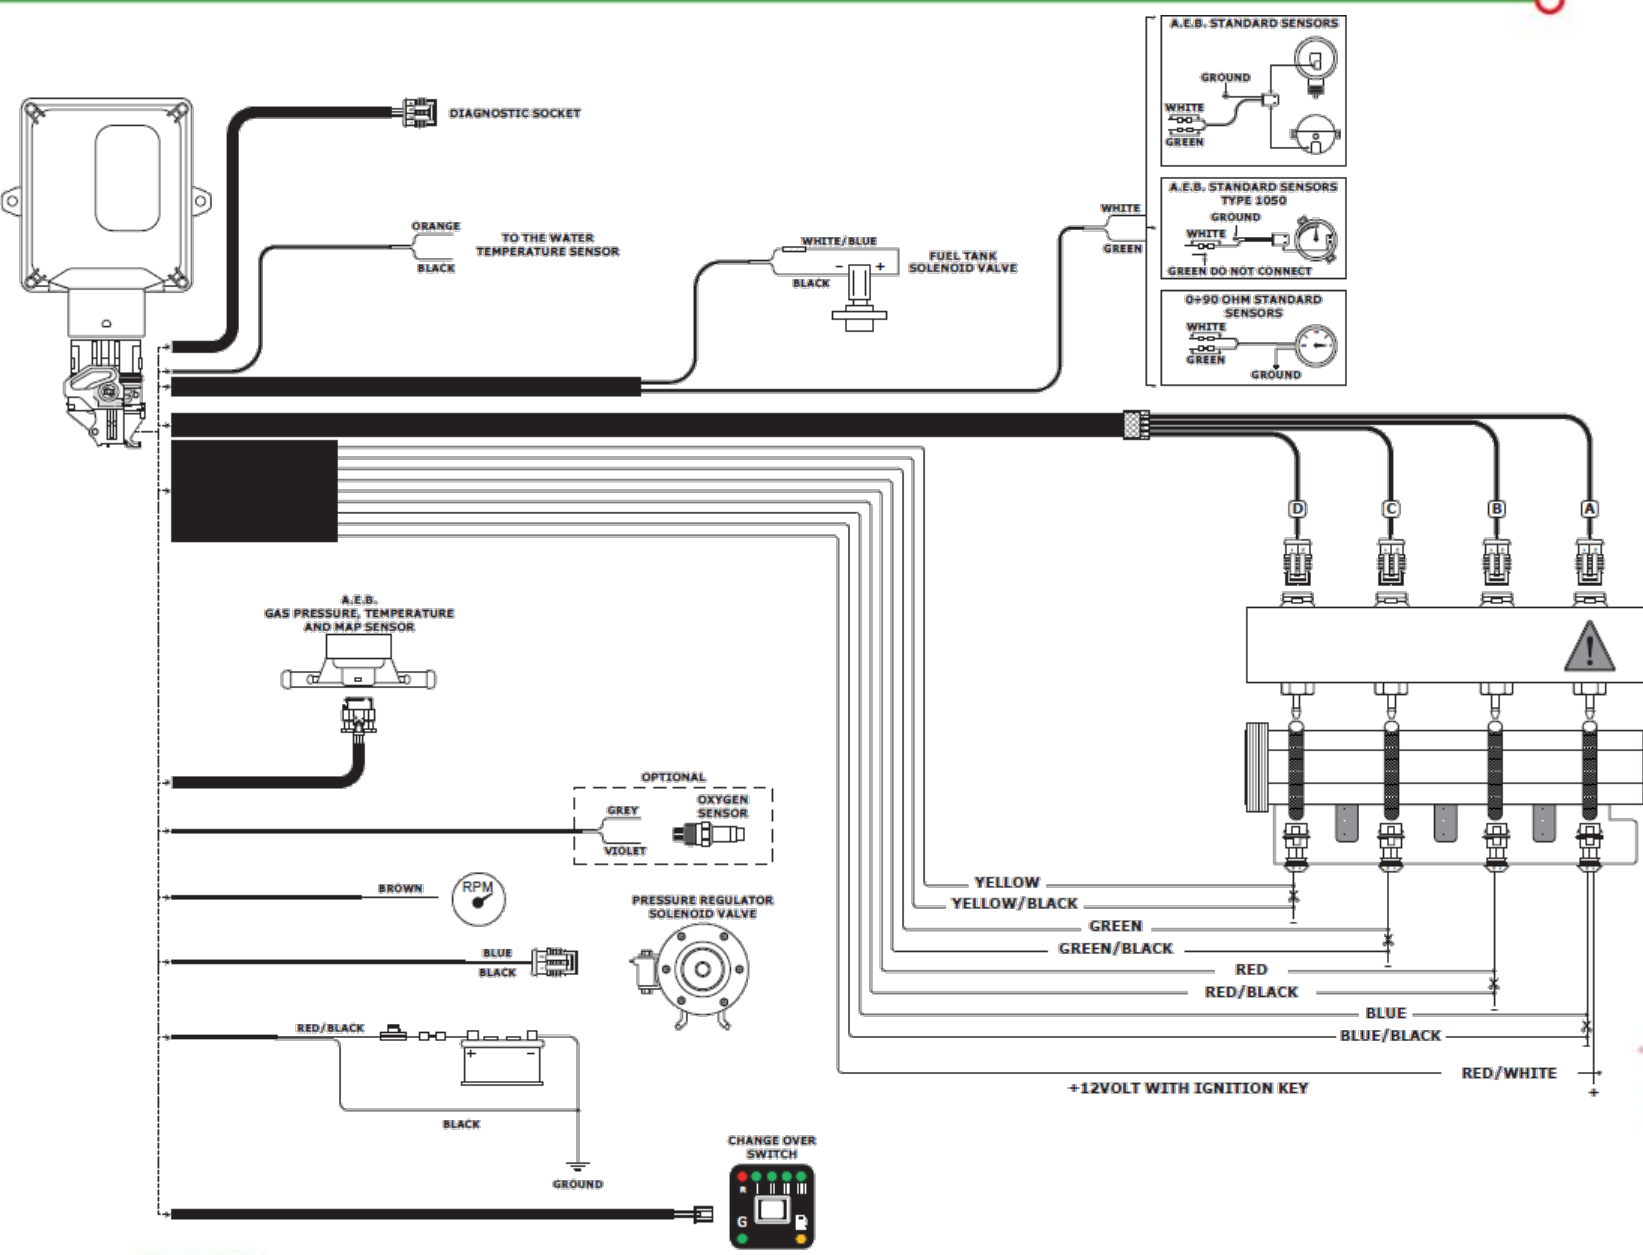 A.E.B. STANDARD SENSORS
GROUND
WHITE
GREEN
DIAGNOSTIC SOCKET
A.E.B. STANDARD SENSORS
TYPE 1050
GROUND
WHITE
GREEN DO NOT CONNECT
ORANGE
TO THE WATER
TEMPERATURE SENSOR
BLACK
WHITE/BLUE
- +
BLACK
FUEL TANK
SOLENOID VALVE
WHITE
GREEN
0÷90 OHM STANDARD
SENSORS
WHITE
GREEN
GROUND
D C B A
A.E.B.
GAS PRESSURE, TEMPERATURE
AND MAP SENSOR
!
OPTIONAL
GREY
OXYGEN
SENSOR
VIOLET
BROWN
RPM
PRESSURE REGULATOR
SOLENOID VALVE
BLUE
BLACK
YELLOW
YELLOW/BLACK
-
GREEN
GREEN/BLACK
-
RED
RED/BLACK
-
BLUE
BLUE/BLACK
-
RED/WHITE
+12VOLT WITH IGNITION KEY
+
RED/BLACK
+ -
BLACK
GROUND
CHANGE OVER
SWITCH
R I II III IIII
G